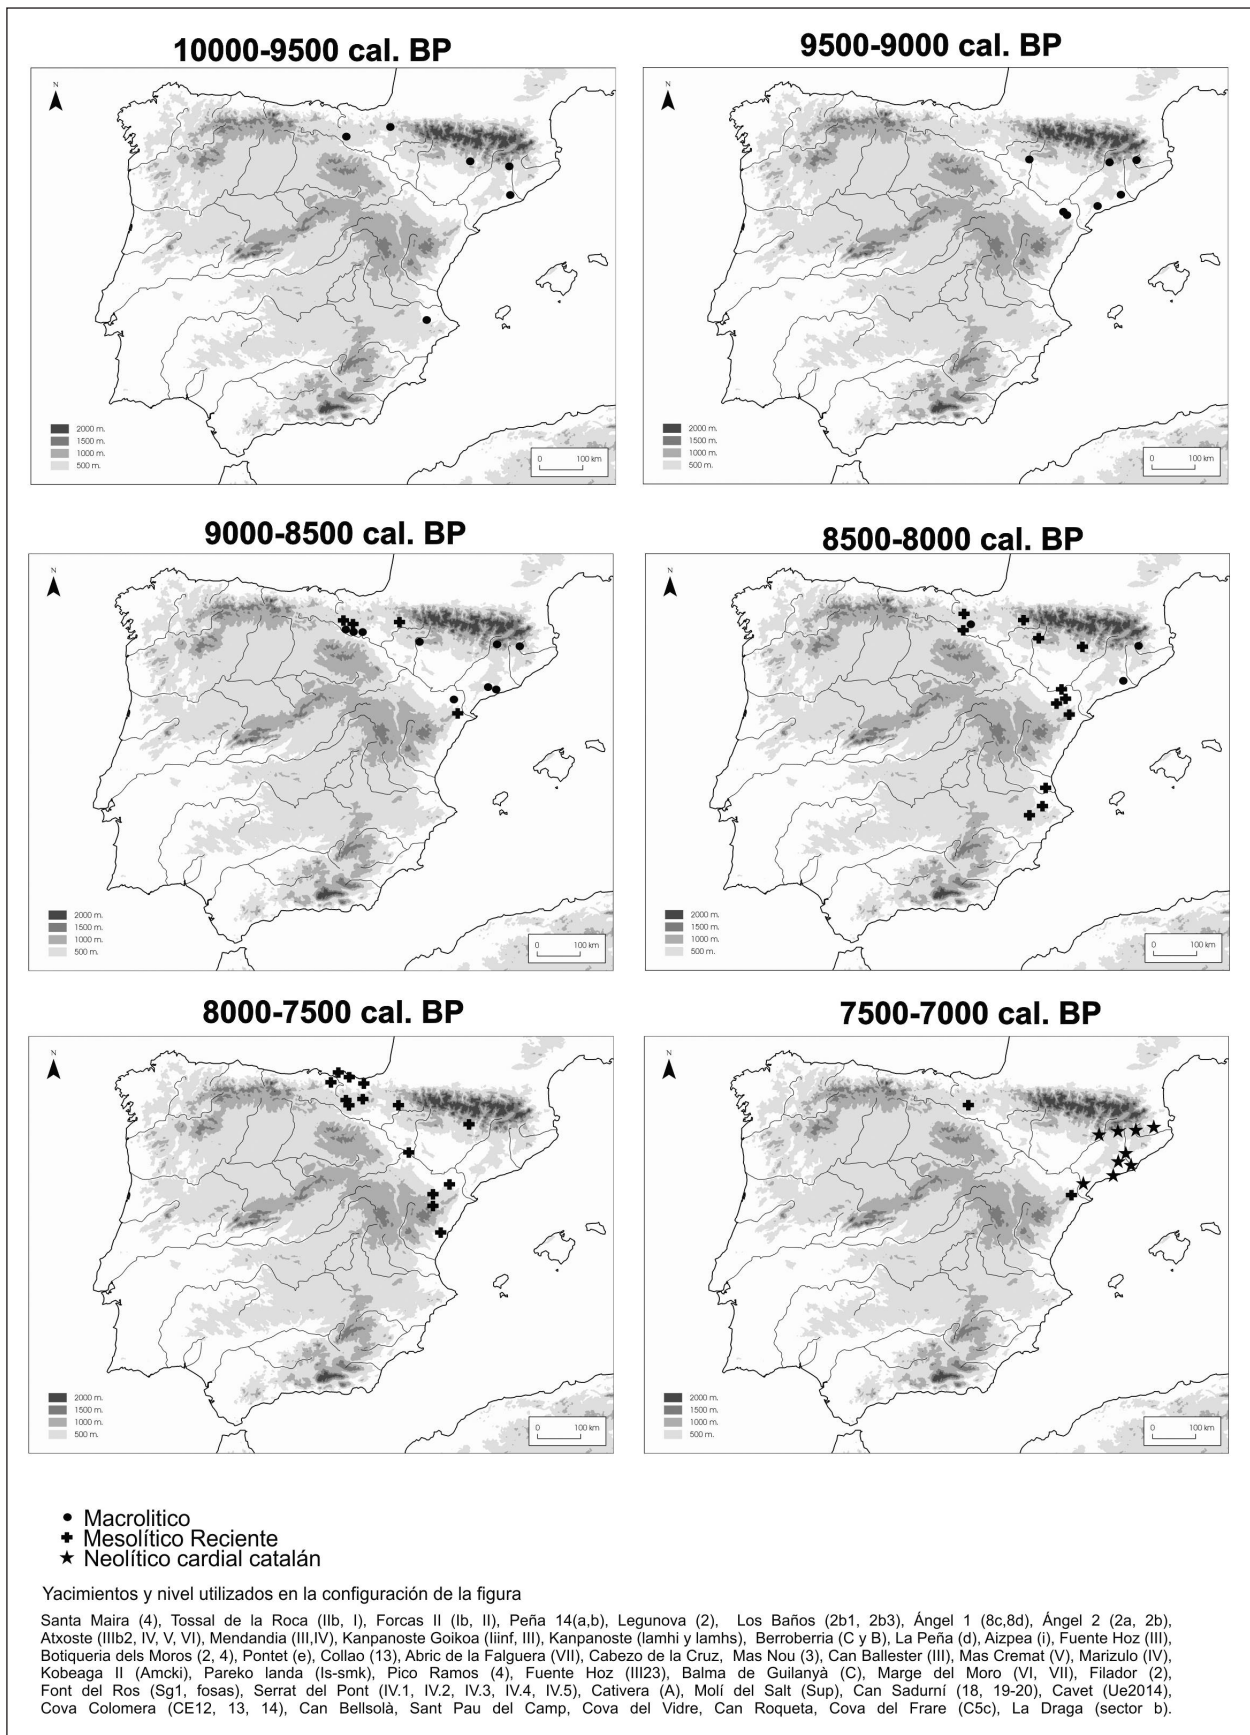 10000-9500 cal. BP
9500-9000 cal. BP
N
2000 m.
1500 m.
1000 m.
500 m.
0 100 km
N
2000 m.
1500 m.
1000 m.
500 m.
0 100 km
9000-8500 cal. BP
8500-8000 cal. BP
N
2000 m.
1500 m.
1000 m.
500 m.
0 100 km
N
2000 m.
1500 m.
1000 m.
500 m.
0 100 km
8000-7500 cal. BP
7500-7000 cal. BP
N
2000 m.
1500 m.
1000 m.
500 m.
0 100 km
N
2000 m.
1500 m.
1000 m.
500 m.
0 100 km
Macrolitico
Mesolítico Reciente
Neolítico cardial catalán
Yacimientos y nivel utilizados en la configuración de la figura
Santa Maira (4), Tossal de la Roca (IIb, I), Forcas II (Ib, II), Peña 14(a,b), Legunova (2), Los Baños (2b1, 2b3), Ángel 1 (8c,8d), Ángel 2 (2a, 2b),
Atxoste (IIIb2, IV, V, VI), Mendandia (III,IV), Kanpanoste Goikoa (Iiinf, III), Kanpanoste (lamhi y lamhs), Berroberria (C y B), La Peña (d), Aizpea (i), Fuente Hoz (III),
Botiqueria dels Moros (2, 4), Pontet (e), Collao (13), Abric de la Falguera (VII), Cabezo de la Cruz, Mas Nou (3), Can Ballester (III), Mas Cremat (V), Marizulo (IV),
Kobeaga II (Amcki), Pareko landa (Is-smk), Pico Ramos (4), Fuente Hoz (III23), Balma de Guilanyà (C), Marge del Moro (VI, VII), Filador (2),
Font del Ros (Sg1, fosas), Serrat del Pont (IV.1, IV.2, IV.3, IV.4, IV.5), Cativera (A), Molí del Salt (Sup), Can Sadurní (18, 19-20), Cavet (Ue2014),
Cova Colomera (CE12, 13, 14), Can Bellsolà, Sant Pau del Camp, Cova del Vidre, Can Roqueta, Cova del Frare (C5c), La Draga (sector b).